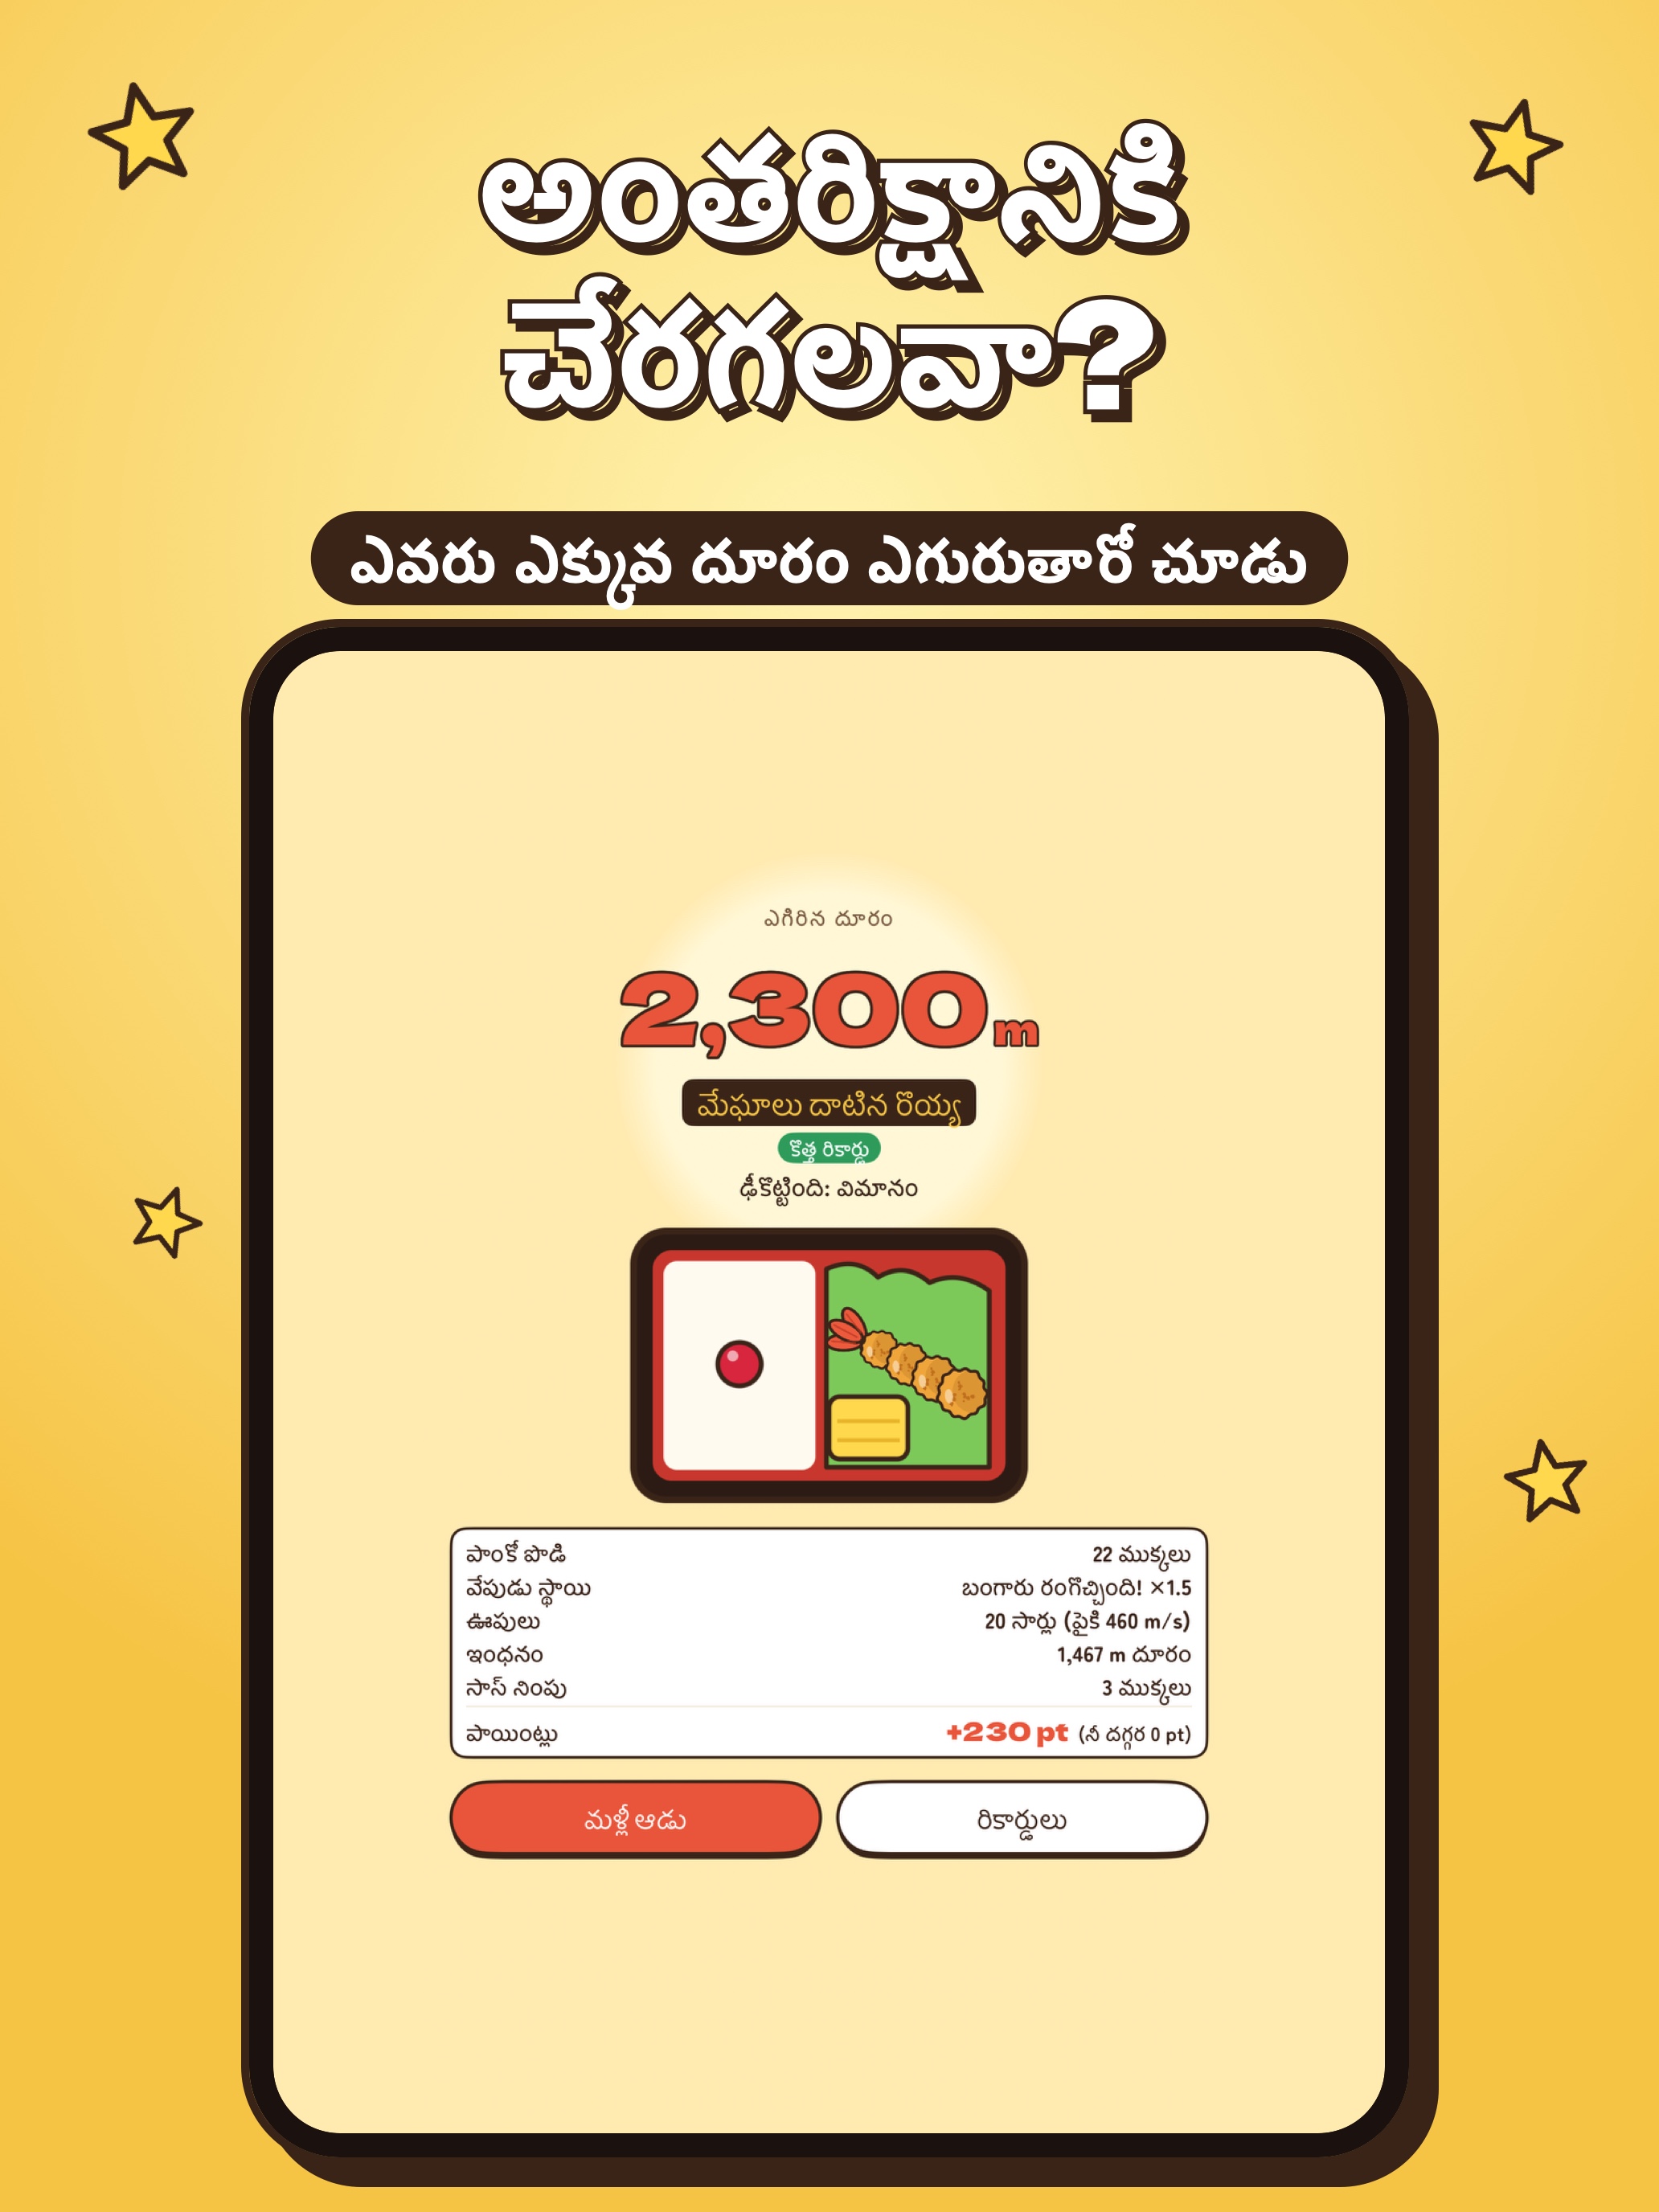 అంతరిక్షానికి
చేరగలవా?
ఎవరు ఎక్కువ దూరం ఎగురుతారో చూడు
ఎగిరిన దూరం
2,300 m
మేఘాలు దాటిన రొయ్య
కొత్త రికార్డు
ఢీకొట్టింది: విమానం
పాంకో పొడి 22 ముక్కలు
వేపుడు స్థాయి బంగారు రంగొచ్చింది! ×1.5
ఊపులు 20 సార్లు (పైకి 460 m/s)
ఇంధనం 1,467 m దూరం
సాస్ నింపు 3 ముక్కలు
పాయింట్లు +230 pt (నీ దగ్గర 0 pt)
మళ్లీ ఆడు రికార్డులు